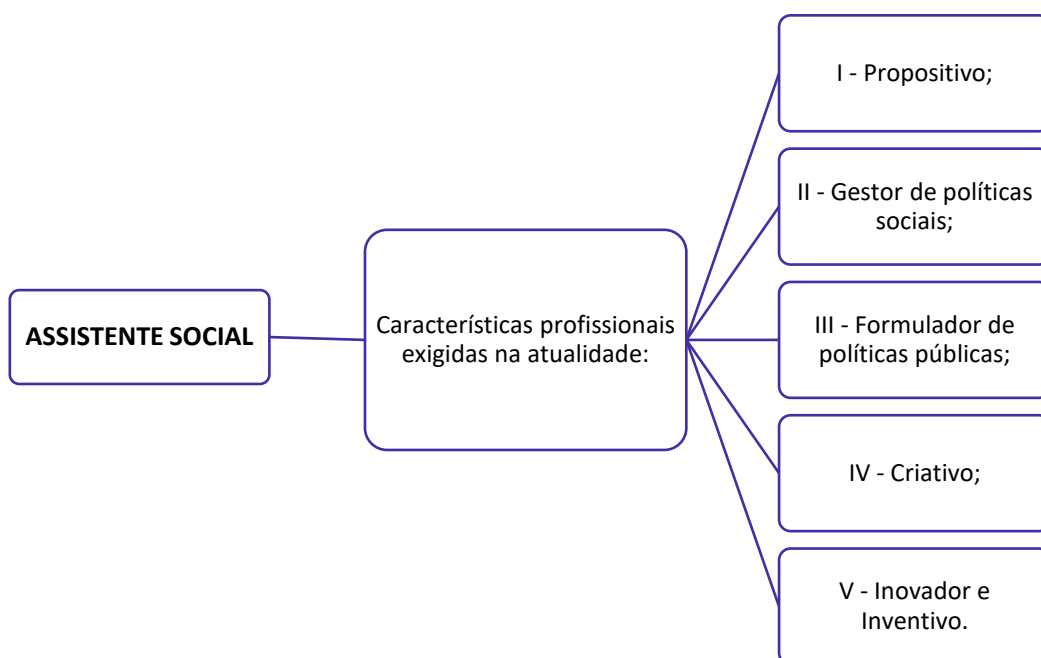 ASSISTENTE SOCIAL
Características profissionais
exigidas na atualidade:
I - Propositivo;
II - Gestor de políticas
sociais;
III - Formulador de
políticas públicas;
IV - Criativo;
V - Inovador e
Inventivo.